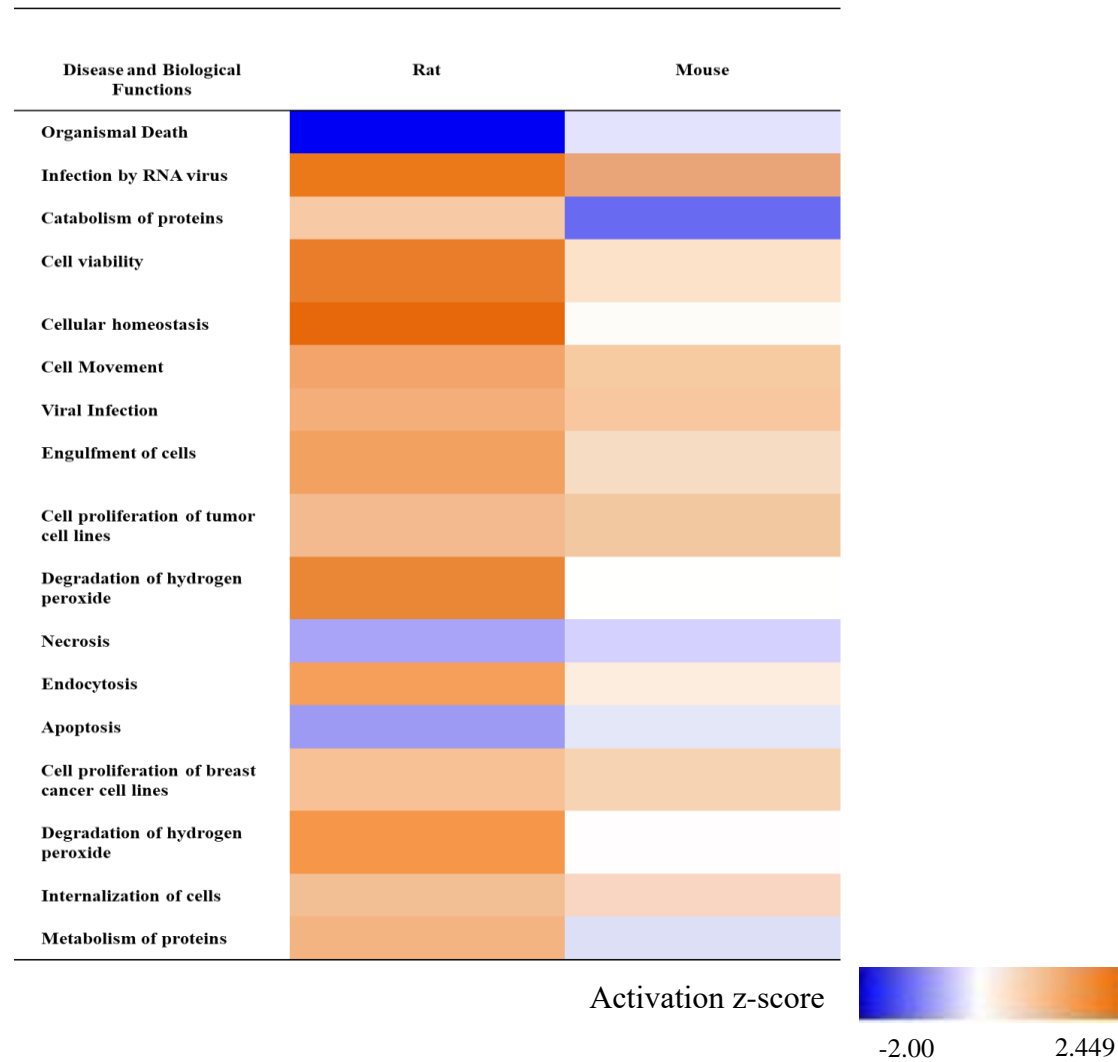 Disease and Biological
Functions
Rat
Mouse
Organismal Death
Infection by RNA virus
Catabolism of proteins
Cell viability
Cellular homeostasis
Cell Movement
Viral Infection
Engulfment of cells
Cell proliferation of tumor
cell lines
Degradation of hydrogen
peroxide
Necrosis
Endocytosis
Apoptosis
Cell proliferation of breast
cancer cell lines
Degradation of hydrogen
peroxide
Internalization of cells
Metabolism of proteins
Activation z-score
-2.00
2.449